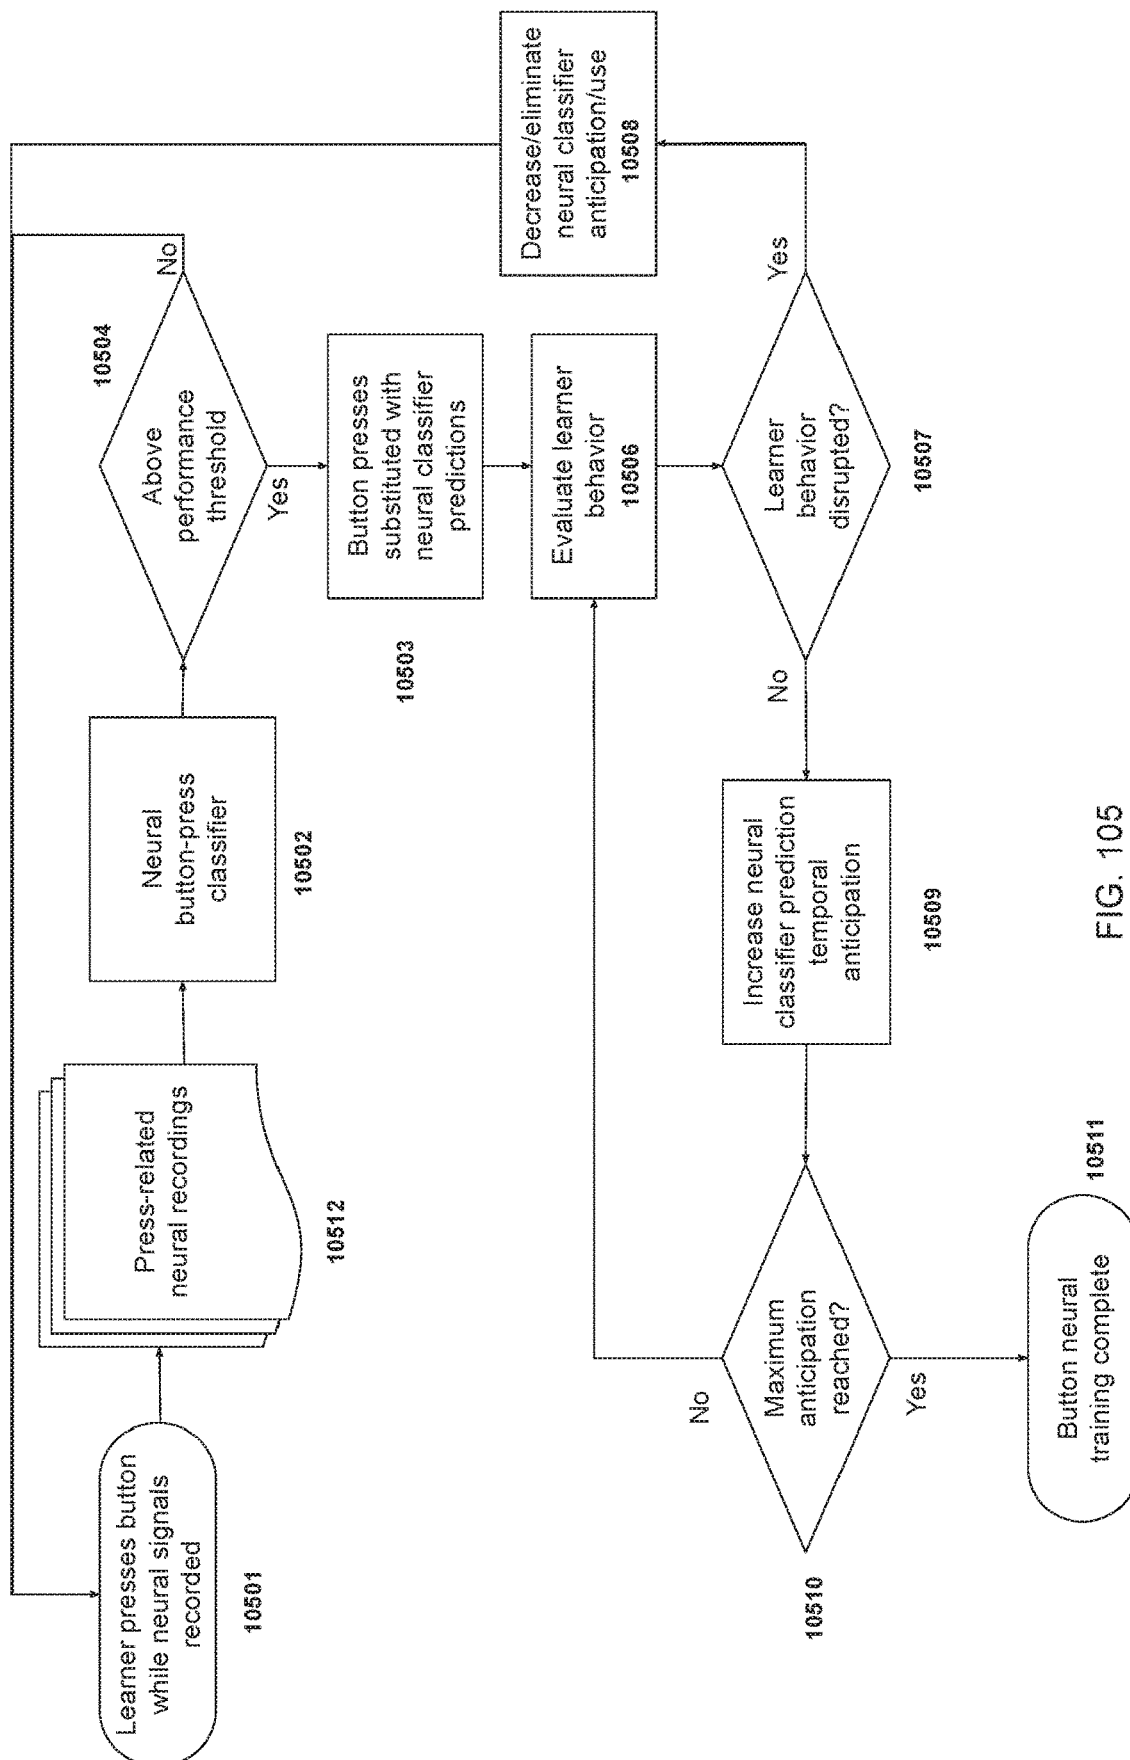 Learner presses button
while neural signals
recorded
10501
Press-related
neural recordings
10512
Neural
button-press
classifier
10502
Above
performance
threshold
10504
No
Yes
Button presses
substituted with
neural classifier
predictions
10503
Evaluate learner
behavior
10506
Learner
behavior
disrupted?
10507
Yes
Decrease/eliminate
neural classifier
anticipation/use
10508
No
Increase neural
classifier prediction
temporal
anticipation
10509
Maximum
anticipation
reached?
10510
No
Yes
Button neural
training complete
10511
FIG. 105